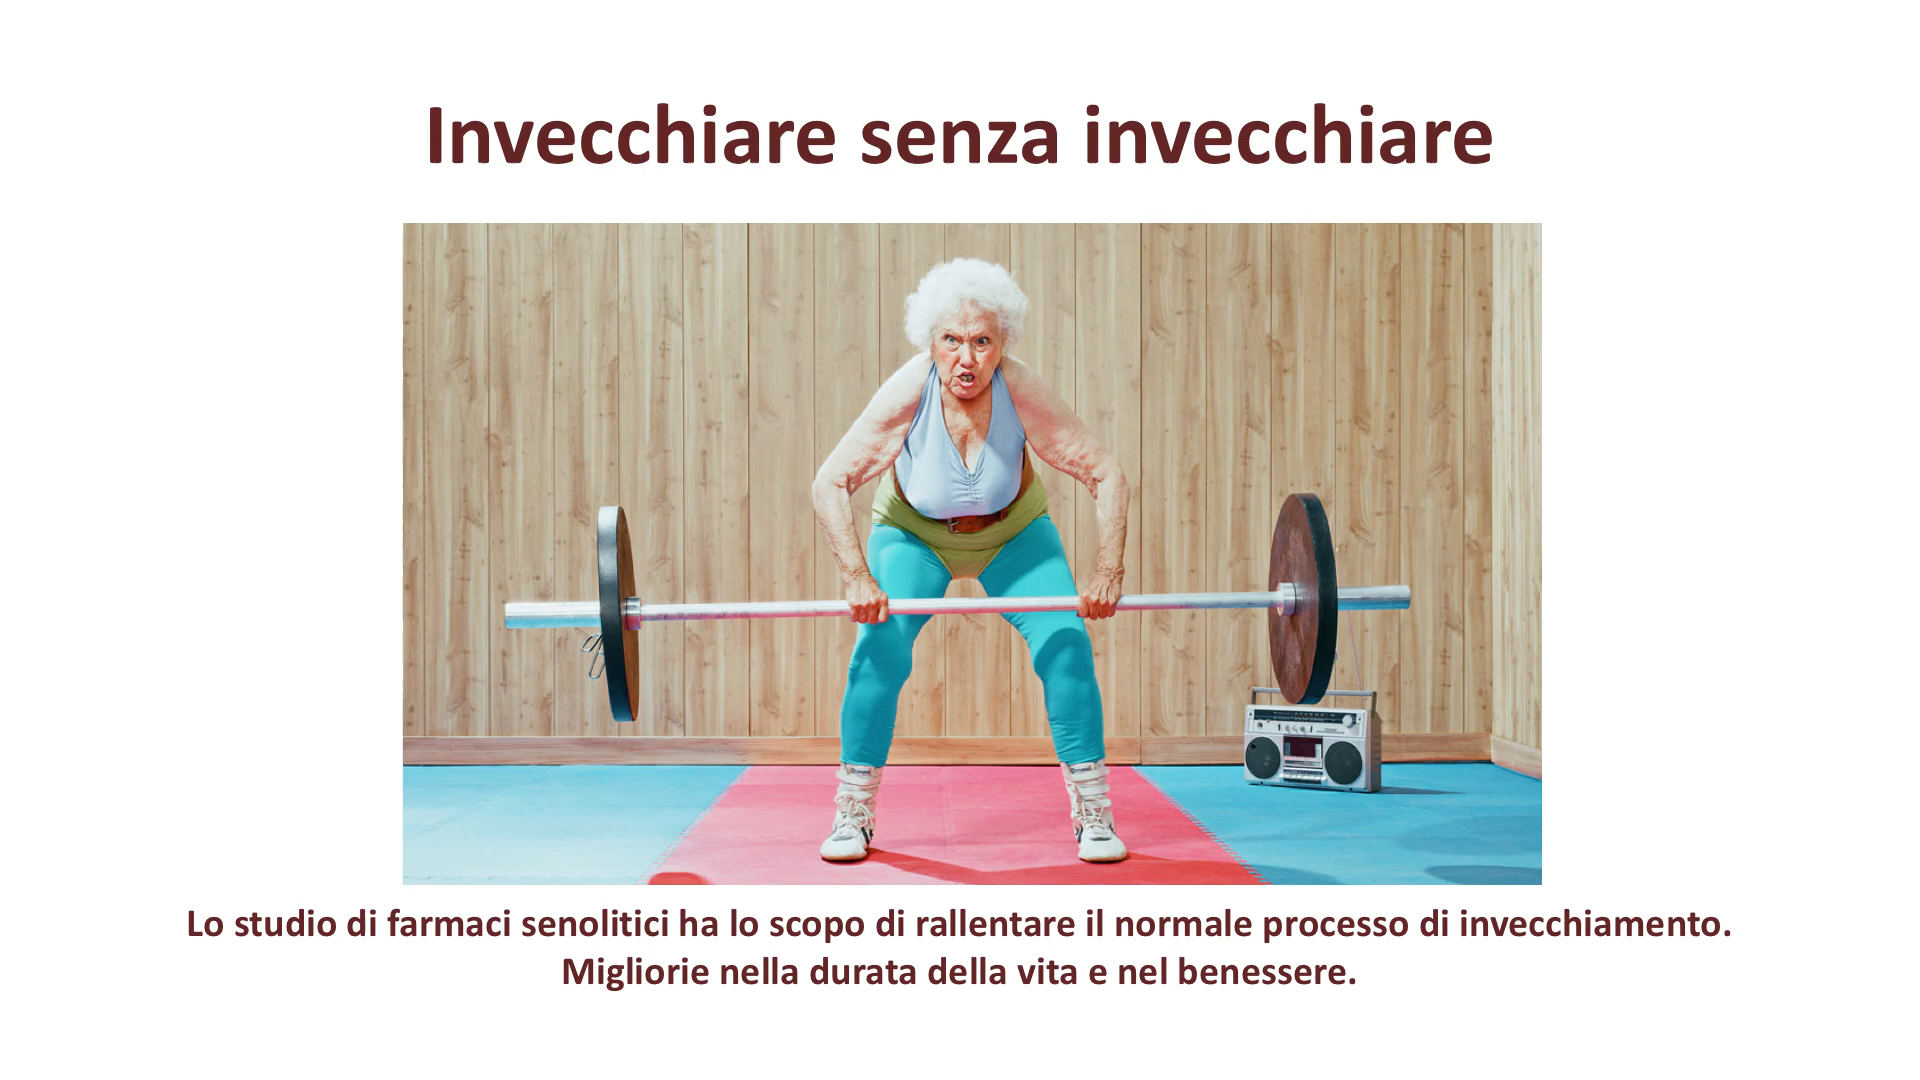 Invecchiare senza invecchiare
Lo studio di farmaci senolitici ha lo scopo di rallentare il normale processo di invecchiamento.
Migliorie nella durata della vita e nel benessere.